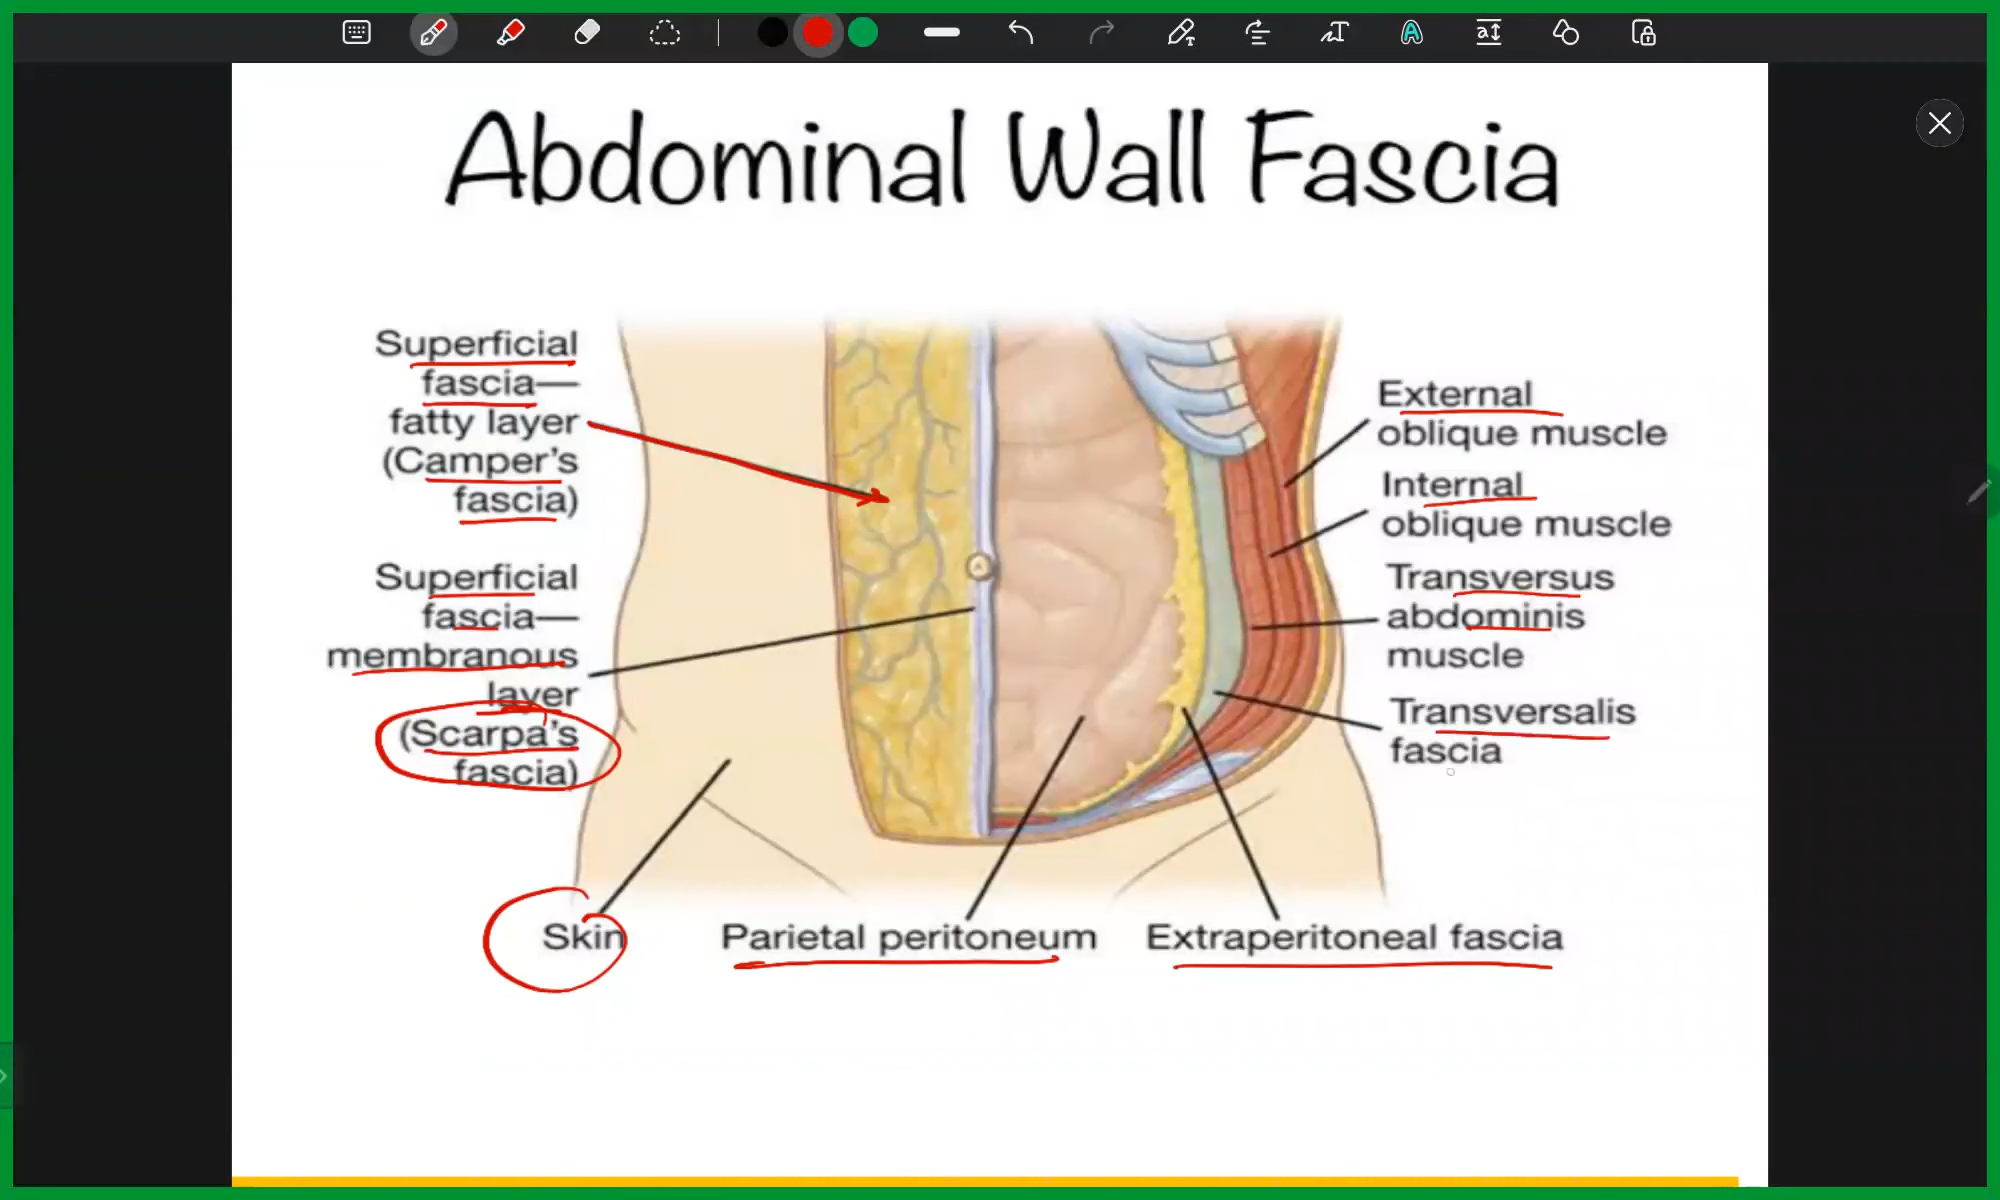 Abdominal Wall Fascia
Superficial
fascia—
fatty layer
(Camper's
fascia)
Superficial
fascia—
membranous
layer
(Scarpa's
fascia)
External
oblique muscle
Internal
oblique muscle
Transversus
abdominis
muscle
Transversalis
fascia
Skin
Parietal peritoneum
Extraperitoneal fascia